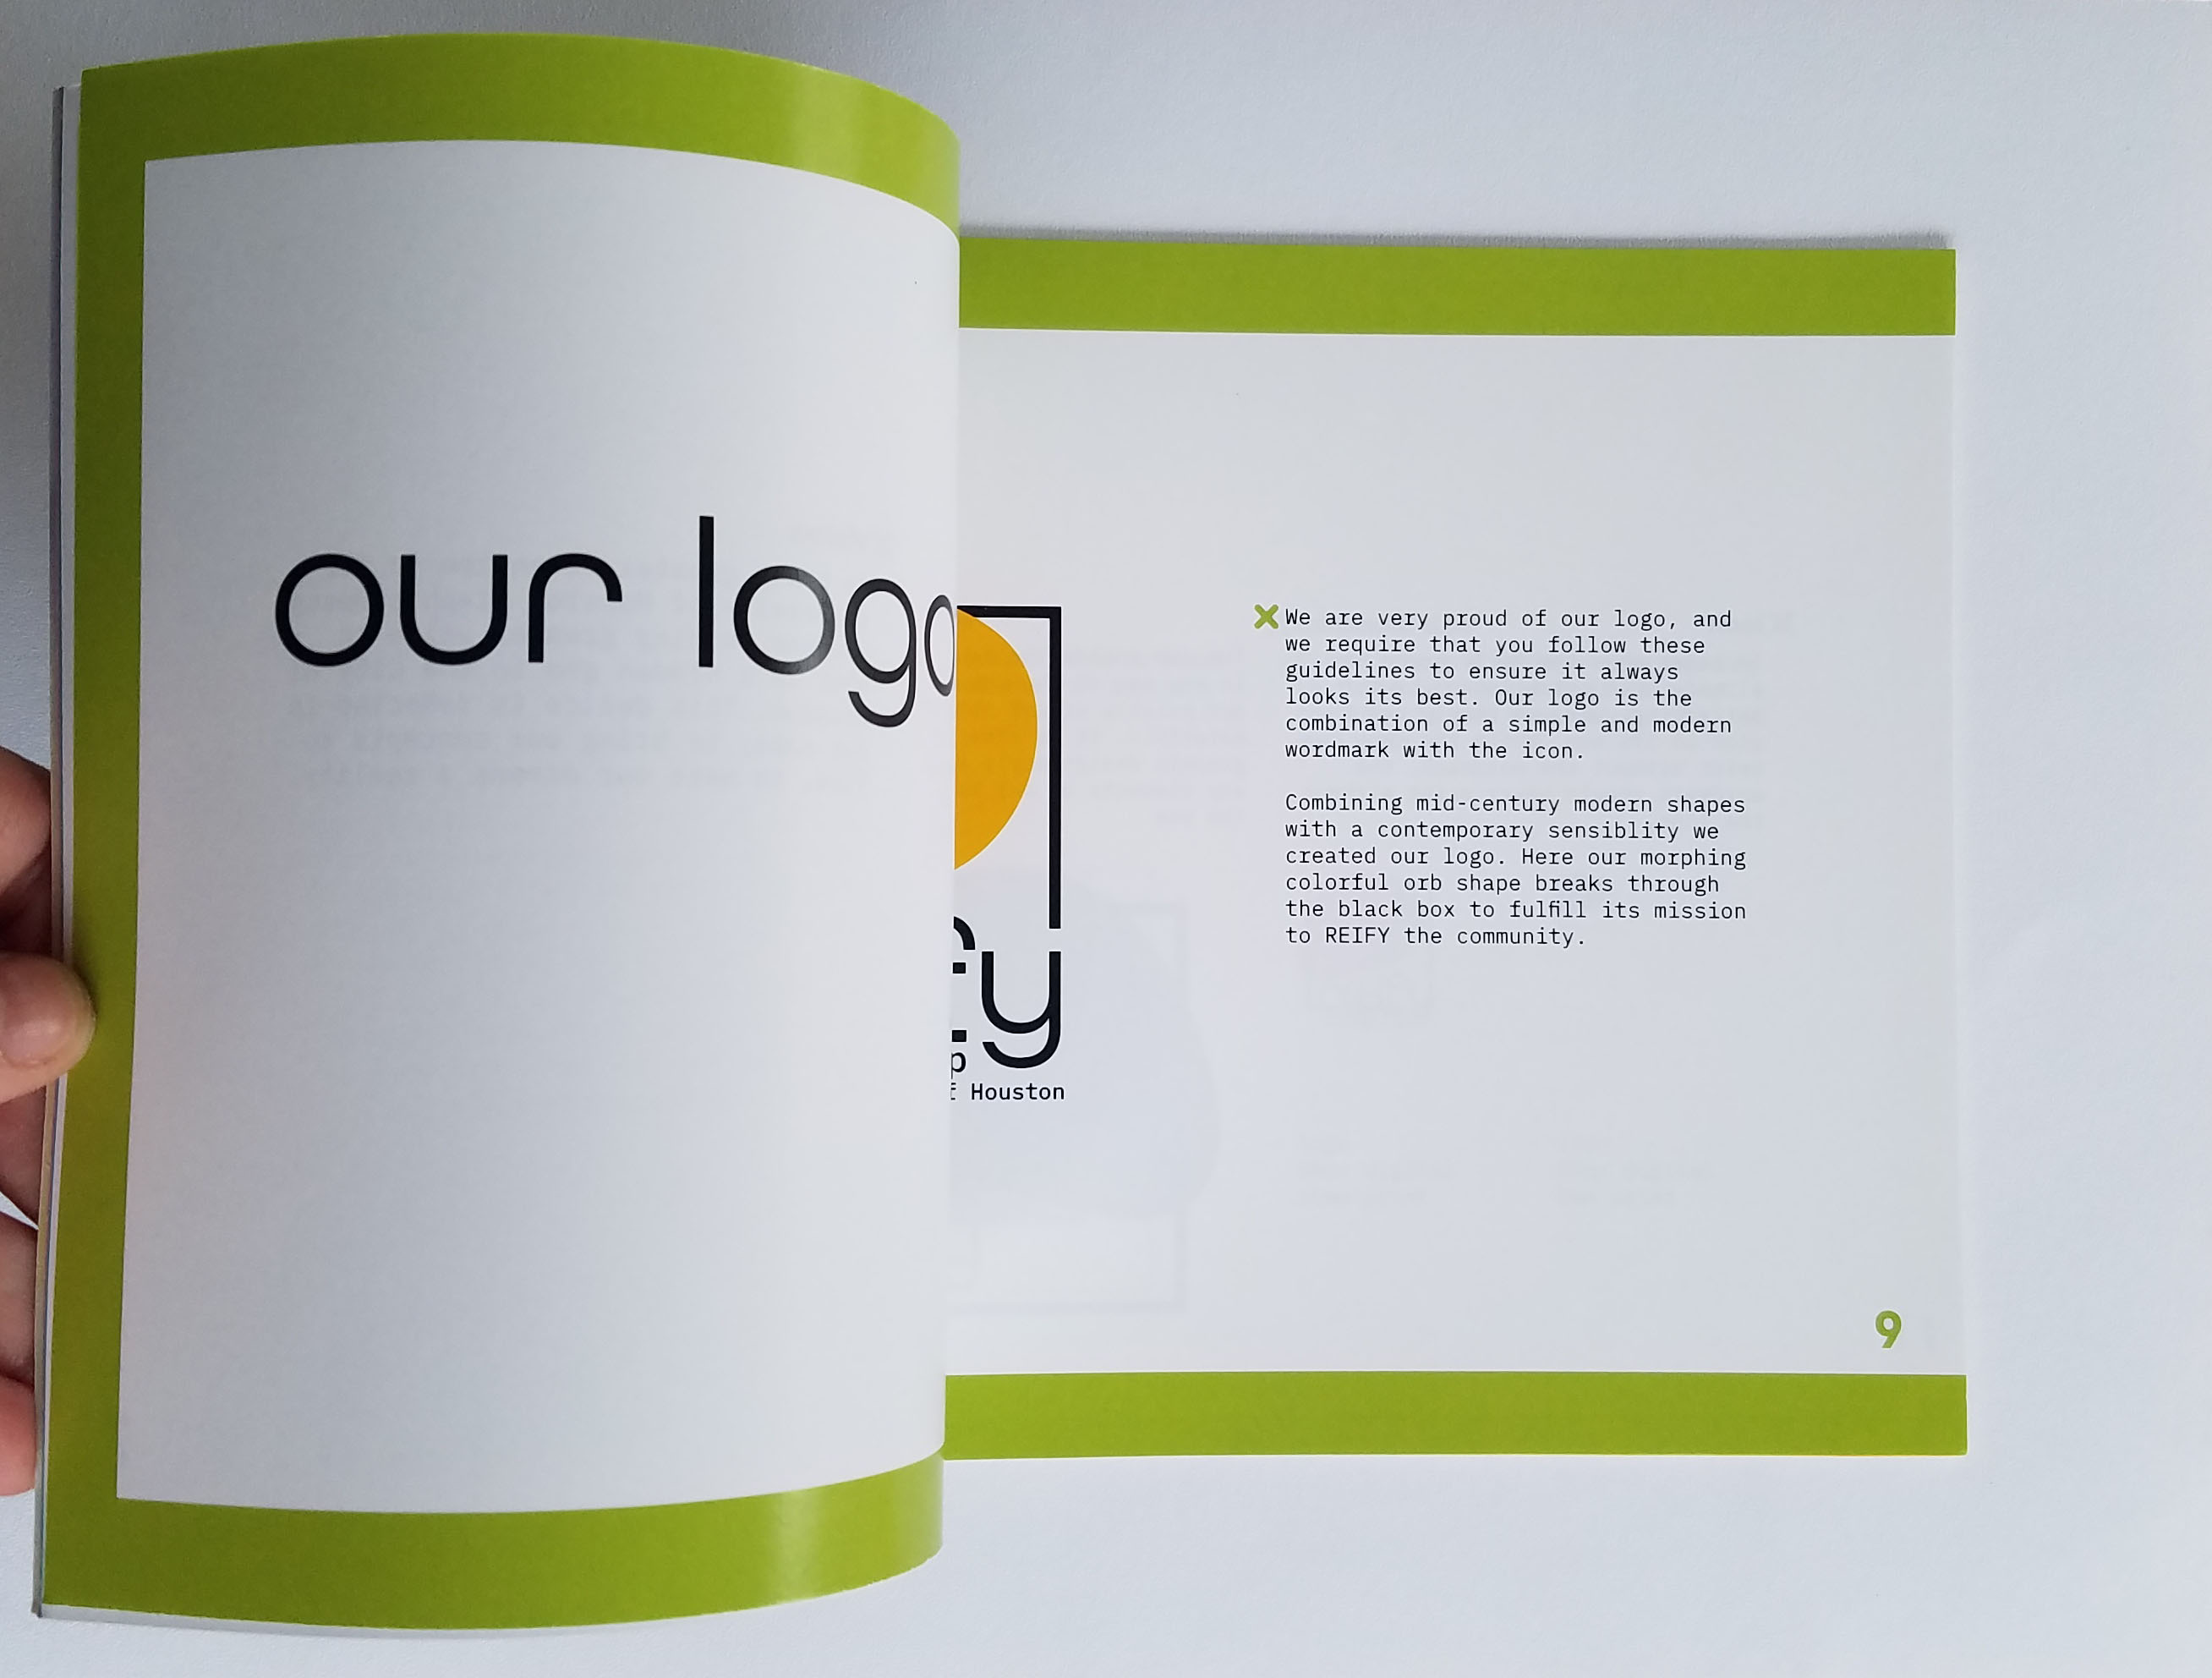 our logo
We are very proud of our logo, and
we require that you follow these
guidelines to ensure it always
looks its best. Our logo is the
combination of a simple and modern
wordmark with the icon.
Combining mid-century modern shapes
with a contemporary sensiblity we
created our logo. Here our morphing
colorful orb shape breaks through
the black box to fulfill its mission
to REIFY the community.
fy
p
f Houston
9